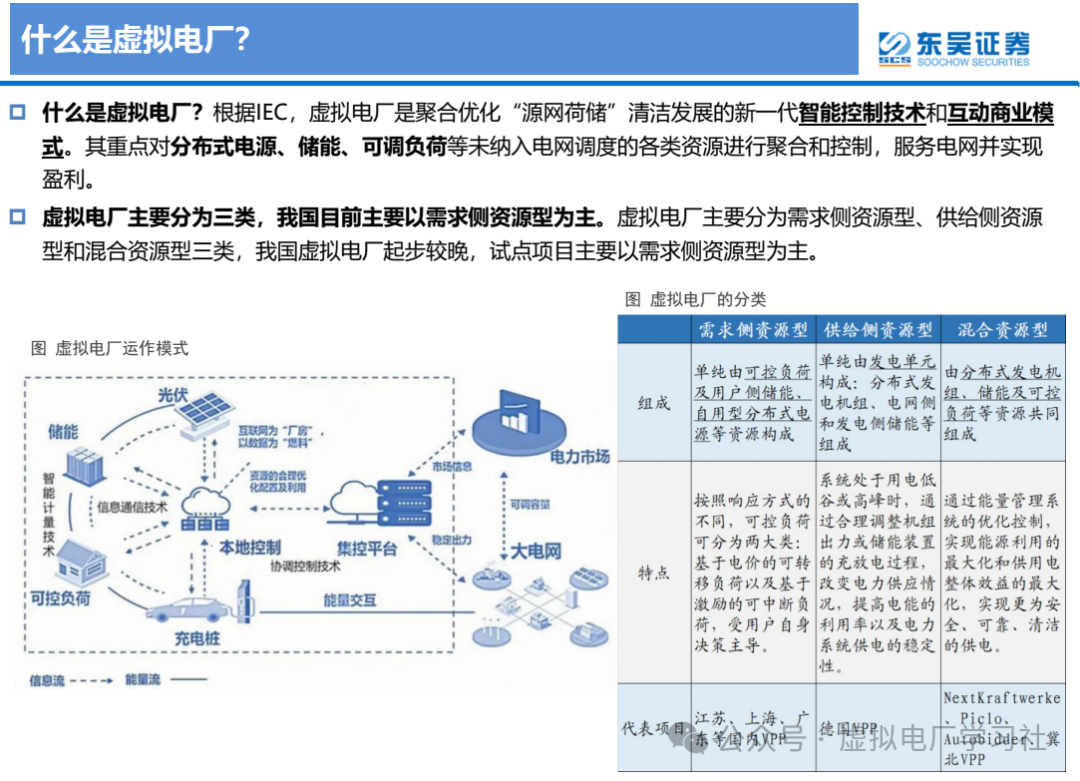 什么是虚拟电厂？
SCS 东吴证券
SOOCHOW SECURITIES
什么是虚拟电厂？根据IEC，虚拟电厂是聚合优化“源网荷储”清洁发展的新一代智能控制技术和互动商业模
式。其重点对分布式电源、储能、可调负荷等未纳入电网调度的各类资源进行聚合和控制，服务电网并实现
盈利。
虚拟电厂主要分为三类，我国目前主要以需求侧资源型为主。虚拟电厂主要分为需求侧资源型、供给侧资源
型和混合资源型三类，我国虚拟电厂起步较晚，试点项目主要以需求侧资源型为主。
图 虚拟电厂运作模式
光伏
储能
互联网为“厂房”，
以数据为“燃料”
资源的合理优
化配置及利用
智能计量技术
信息通信技术
本地控制
集控平台
协调控制技术
可控负荷
充电桩
能量交互
市场信息
电力市场
可调容量
稳定出力
大电网
信息流
能量流
图 虚拟电厂的分类
需求侧资源型 供给侧资源型 混合资源型
组成
单纯由可控负荷
及用户侧储能、
自用型分布式电
源等资源构成
单纯由发电单元
构成：分布式发
电机组、电网侧
和发电侧储能等
组成
由分布式发电机
组、储能及可控
负荷等资源共同
组成
特点
按照响应方式的
不同，可控负荷
可分为两大类：
基于电价的可转
移负荷以及基于
激励的可中断负
荷，受用户自身
决策主导。
系统处于用电低
谷或高峰时，通
过合理调整机组
出力或储能装置
的充放电过程，
改变电力供应情
况，提高电能的
利用率以及电力
系统供电的稳定
性。
通过能量管理系
统的优化控制，
实现能源利用的
最大化和供用电
整体效益的最大
化，实现更为安
全、可靠、清洁
的供电。
代表项目
江苏、上海、广
东等国内VPP
德国VPP
NextKraftwerke
、Piclo、
Autobidder、冀
北VPP
公众号 · 虚拟电厂学习社